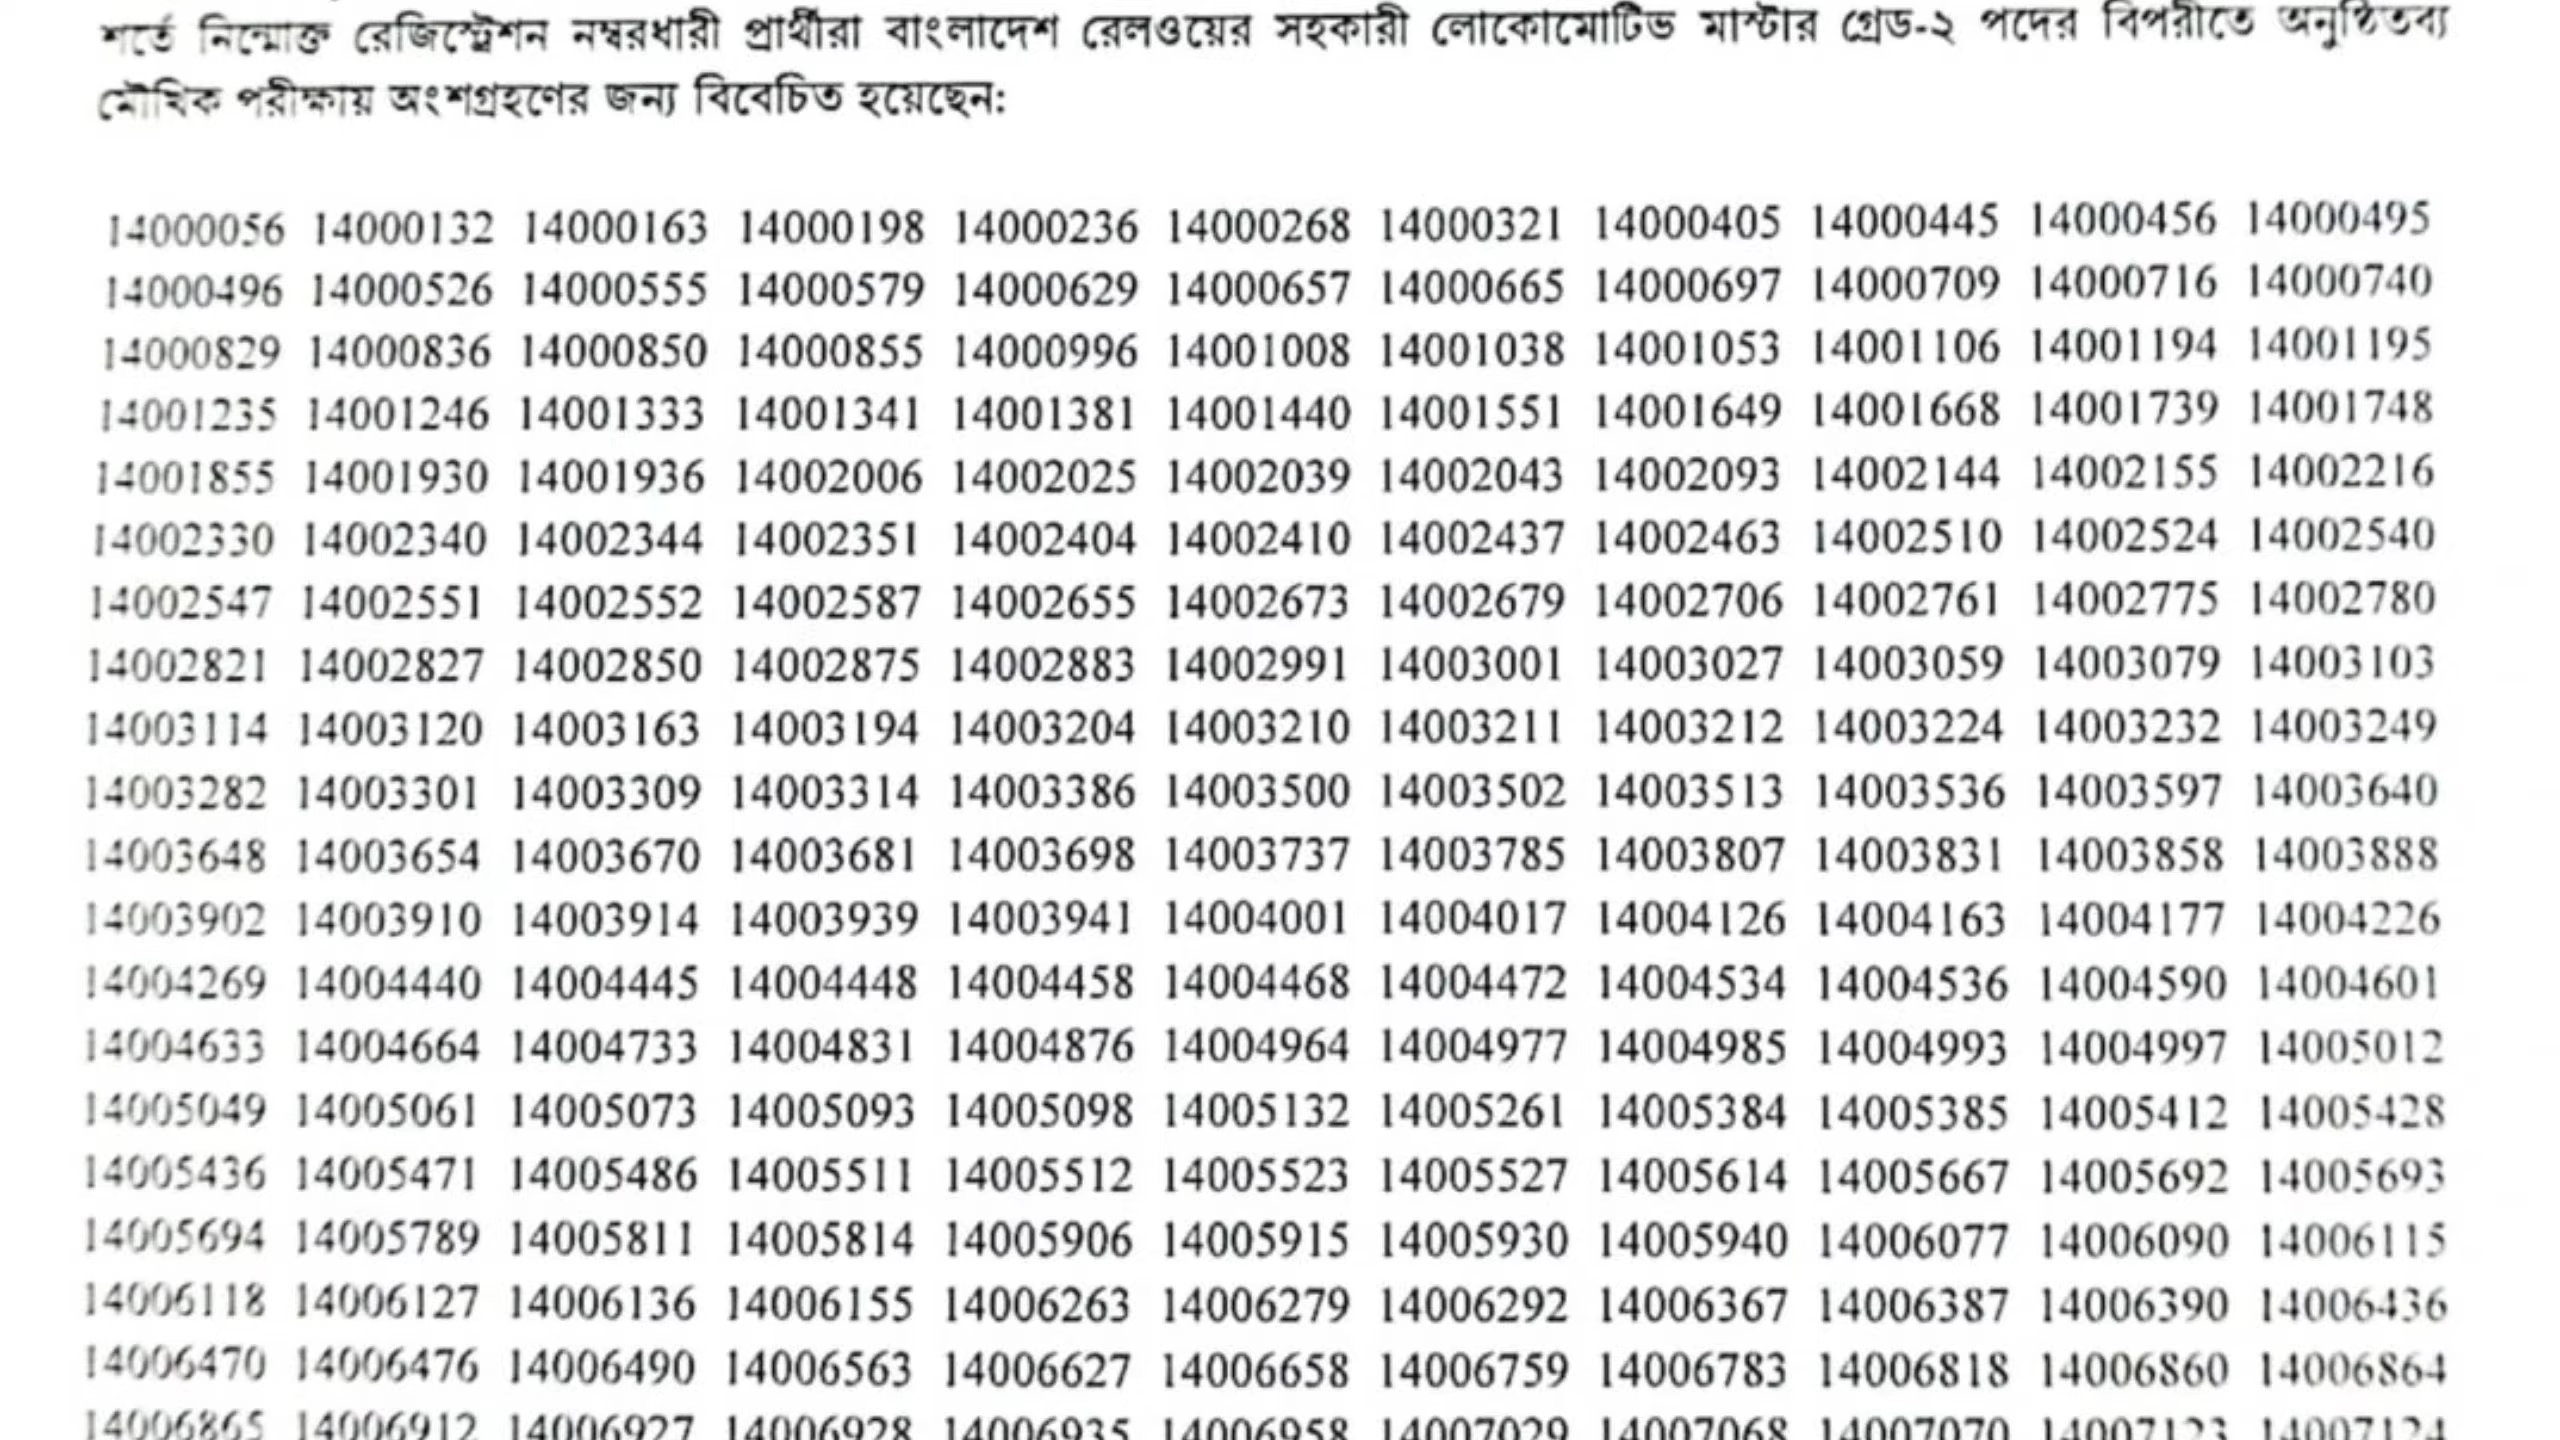 শর্তে নিম্নোক্ত রেজিস্ট্রেশন নম্বরধারী প্রার্থীরা বাংলাদেশ রেলওয়ের সহকারী লোকোমোটিভ মাস্টার গ্রেড-২ পদের বিপরীতে অনুষ্ঠিতব্য
মৌখিক পরীক্ষায় অংশগ্রহণের জন্য বিবেচিত হয়েছেন:
14000056 14000132 14000163 14000198 14000236 14000268 14000321 14000405 14000445 14000456 14000495
14000496 14000526 14000555 14000579 14000629 14000657 14000665 14000697 14000709 14000716 14000740
14000829 14000836 14000850 14000855 14000996 14001008 14001038 14001053 14001106 14001194 14001195
14001235 14001246 14001333 14001341 14001381 14001440 14001551 14001649 14001668 14001739 14001748
14001855 14001930 14001936 14002006 14002025 14002039 14002043 14002093 14002144 14002155 14002216
14002330 14002340 14002344 14002351 14002404 14002410 14002437 14002463 14002510 14002524 14002540
14002547 14002551 14002552 14002587 14002655 14002673 14002679 14002706 14002761 14002775 14002780
14002821 14002827 14002850 14002875 14002883 14002991 14003001 14003027 14003059 14003079 14003103
14003114 14003120 14003163 14003194 14003204 14003210 14003211 14003212 14003224 14003232 14003249
14003282 14003301 14003309 14003314 14003386 14003500 14003502 14003513 14003536 14003597 14003640
14003648 14003654 14003670 14003681 14003698 14003737 14003785 14003807 14003831 14003858 14003888
14003902 14003910 14003914 14003939 14003941 14004001 14004017 14004126 14004163 14004177 14004226
14004269 14004440 14004445 14004448 14004458 14004468 14004472 14004534 14004536 14004590 14004601
14004633 14004664 14004733 14004831 14004876 14004964 14004977 14004985 14004993 14004997 14005012
14005049 14005061 14005073 14005093 14005098 14005132 14005261 14005384 14005385 14005412 14005428
14005436 14005471 14005486 14005511 14005512 14005523 14005527 14005614 14005667 14005692 14005693
14005694 14005789 14005811 14005814 14005906 14005915 14005930 14005940 14006077 14006090 14006115
14006118 14006127 14006136 14006155 14006263 14006279 14006292 14006367 14006387 14006390 14006436
14006470 14006476 14006490 14006563 14006627 14006658 14006759 14006783 14006818 14006860 14006864
14006865 14006912 14006927 14006928 14006935 14006958 14007029 14007068 14007070 14007123 14007124